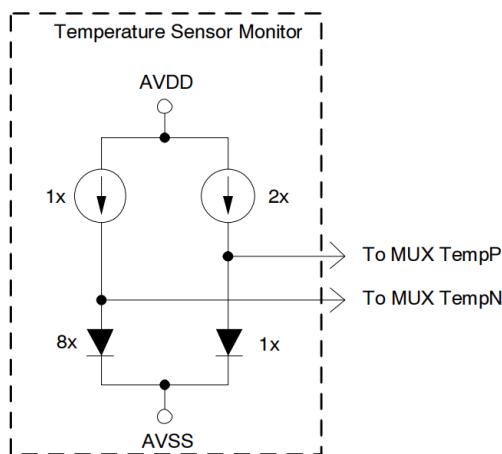 Temperature Sensor Monitor
AVDD
1x
2x
To MUX TempP
To MUX TempN
8x
1x
AVSS